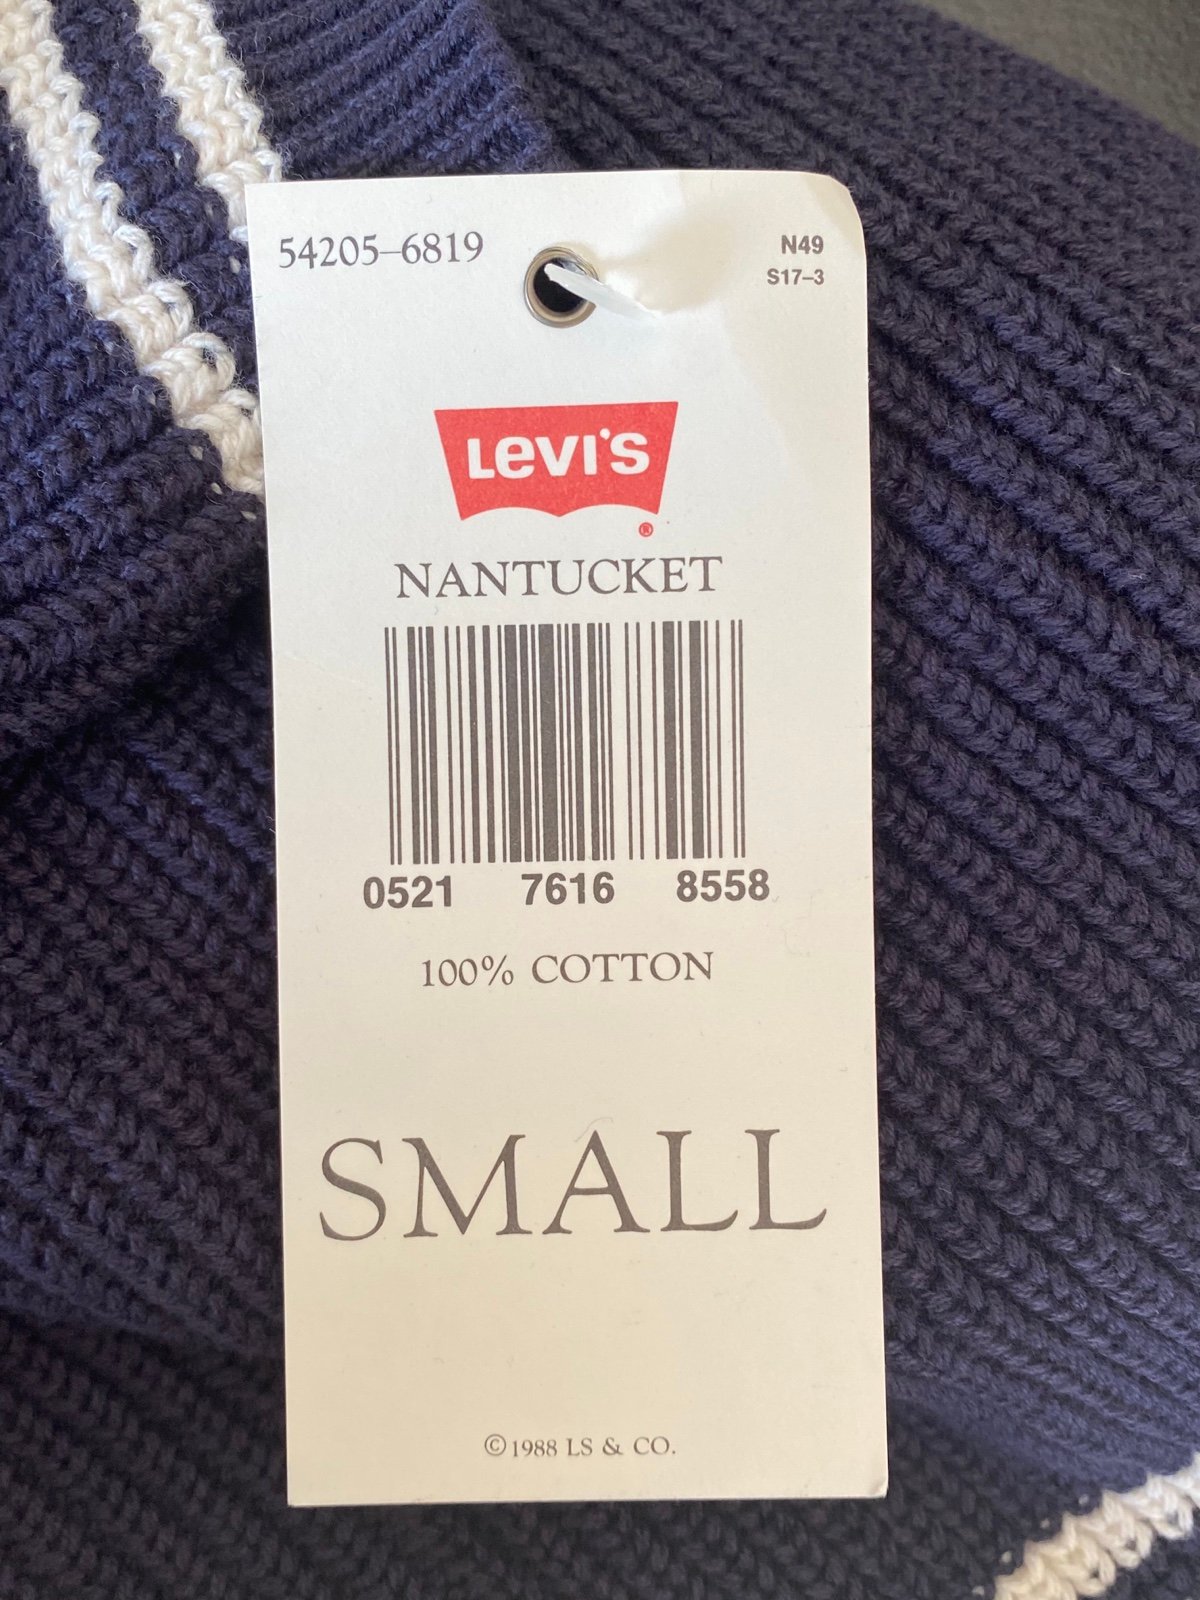 54205–6819
N49
S17–3
LEVI'S
®
NANTUCKET
0521 7616 8558
100% COTTON
SMALL
©1988 LS & CO.